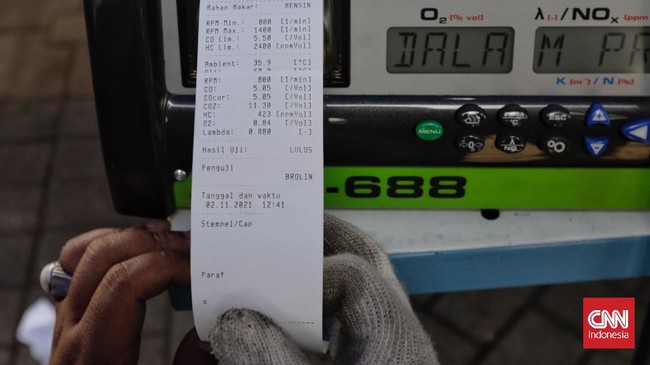 Bahan Bakar: BENSIN
RPM Min.: 800 [1/min]
RPM Max.: 1400 [1/min]
CO Lim.: 5.50 [/Vol]
HC Lim.: 2400 [ppmVol]
Ambient: 35.9 [°C]
RPM: 800 [1/min]
CO: 5.05 [/Vol]
COcor: 5.05 [/Vol]
CO2: 11.30 [/Vol]
HC: 423 [ppmVol]
O2: 0.84 [/Vol]
Lambda: 0.880 [-]
Hasil Uji: LULUS
Penguji
BROLIN
Tanggal dan waktu
02.11.2021 12:41
Stempel/Cap
Paraf
O₂ [% vol]
λ/NOx [-] [ppm
DALAM PA
K [m⁻¹] / N [%]
MENU
ESC
-688
CNN
Indonesia